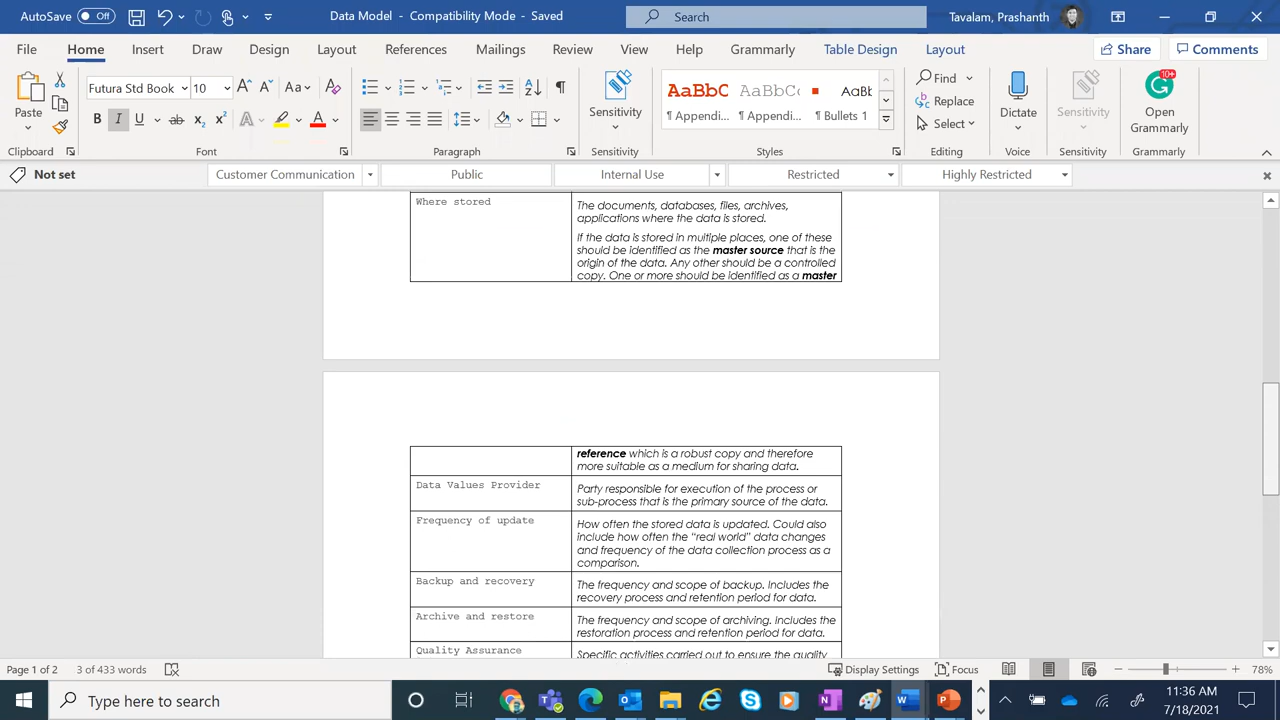 AutoSave Off Data Model - Compatibility Mode - Saved Search Tavalam, Prashanth
File Home Insert Draw Design Layout References Mailings Review View Help Grammarly Table Design Layout Share Comments
Paste
Clipboard
Futura Std Book 10
Font
Paragraph
Sensitivity
Sensitivity
AaBbC AaBbCc AaBb
¶ Appendi... ¶ Appendi... ¶ Bullets 1
Styles
Find
Replace
Select
Editing
Dictate
Voice
Sensitivity
Sensitivity
10+
Open
Grammarly
Grammarly
Not set Customer Communication Public Internal Use Restricted Highly Restricted
Where stored
The documents, databases, files, archives,
applications where the data is stored.
If the data is stored in multiple places, one of these
should be identified as the master source that is the
origin of the data. Any other should be a controlled
copy. One or more should be identified as a master
reference which is a robust copy and therefore
more suitable as a medium for sharing data.
Data Values Provider
Party responsible for execution of the process or
sub-process that is the primary source of the data.
Frequency of update
How often the stored data is updated. Could also
include how often the “real world” data changes
and frequency of the data collection process as a
comparison.
Backup and recovery
The frequency and scope of backup. Includes the
recovery process and retention period for data.
Archive and restore
The frequency and scope of archiving. Includes the
restoration process and retention period for data.
Quality Assurance
Specific activities carried out to ensure the quality
Page 1 of 2 3 of 433 words Display Settings Focus 78%
Type here to search
11:36 AM
7/18/2021